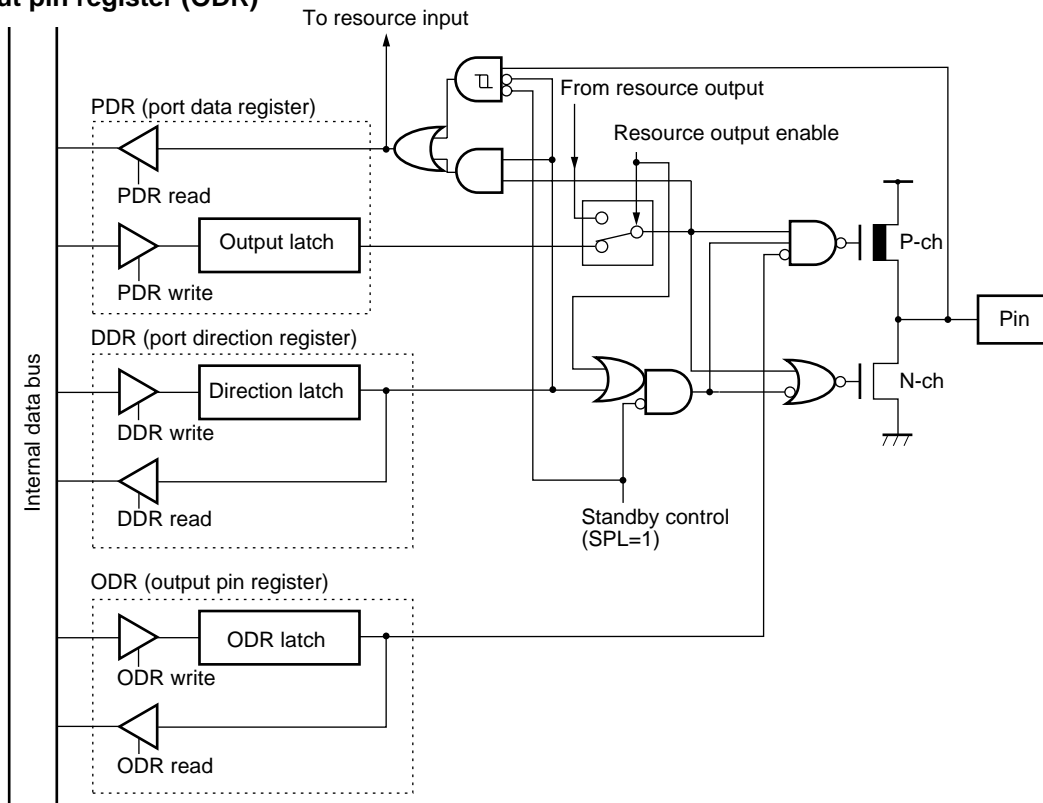 ut pin register (ODR)
To resource input
From resource output
PDR (port data register)
Resource output enable
PDR read
Output latch
P-ch
PDR write
Pin
DDR (port direction register)
Direction latch
N-ch
DDR write
Internal data bus
DDR read
Standby control
(SPL=1)
ODR (output pin register)
ODR latch
ODR write
ODR read